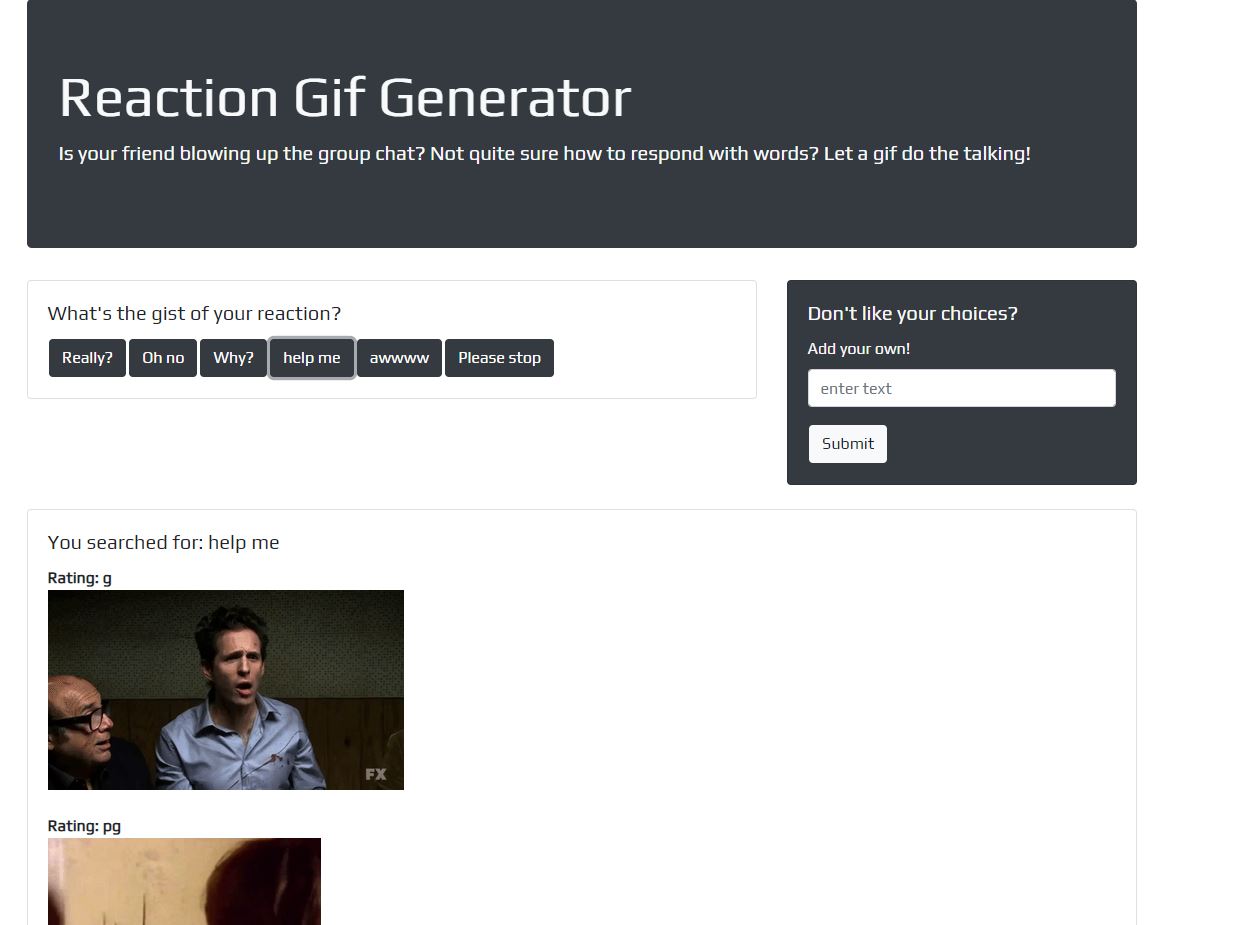 Reaction Gif Generator
Is your friend blowing up the group chat? Not quite sure how to respond with words? Let a gif do the talking!
What's the gist of your reaction?
Really? Oh no Why? help me awwww Please stop
Don't like your choices?
Add your own!
enter text
Submit
You searched for: help me
Rating: g
FX
Rating: pg